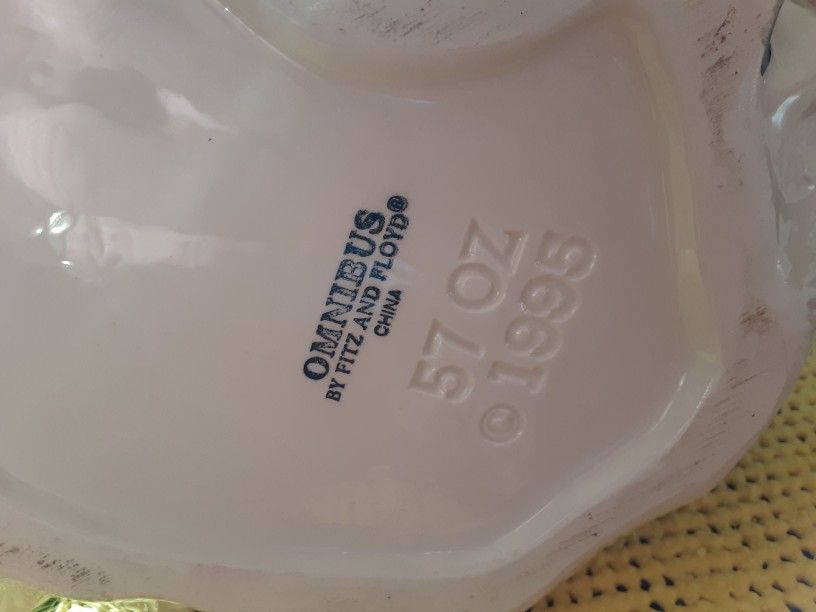 OMNIBUS
BY FITZ AND FLOYD®
CHINA
57 OZ
© 1995